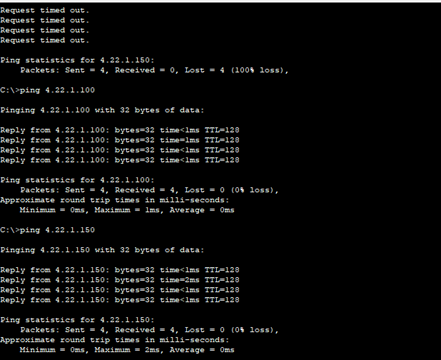 Request timed out.
Request timed out.
Request timed out.
Request timed out.
Ping statistics for 4.22.1.150:
Packets: Sent = 4, Received = 0, Lost = 4 (100% loss),
C:\>ping 4.22.1.100
Pinging 4.22.1.100 with 32 bytes of data:
Reply from 4.22.1.100: bytes=32 time<1ms TTL=128
Reply from 4.22.1.100: bytes=32 time=1ms TTL=128
Reply from 4.22.1.100: bytes=32 time<1ms TTL=128
Reply from 4.22.1.100: bytes=32 time<1ms TTL=128
Ping statistics for 4.22.1.100:
Packets: Sent = 4, Received = 4, Lost = 0 (0% loss),
Approximate round trip times in milli-seconds:
Minimum = 0ms, Maximum = 1ms, Average = 0ms
C:\>ping 4.22.1.150
Pinging 4.22.1.150 with 32 bytes of data:
Reply from 4.22.1.150: bytes=32 time<1ms TTL=128
Reply from 4.22.1.150: bytes=32 time=2ms TTL=128
Reply from 4.22.1.150: bytes=32 time<1ms TTL=128
Reply from 4.22.1.150: bytes=32 time<1ms TTL=128
Ping statistics for 4.22.1.150:
Packets: Sent = 4, Received = 4, Lost = 0 (0% loss),
Approximate round trip times in milli-seconds:
Minimum = 0ms, Maximum = 2ms, Average = 0ms